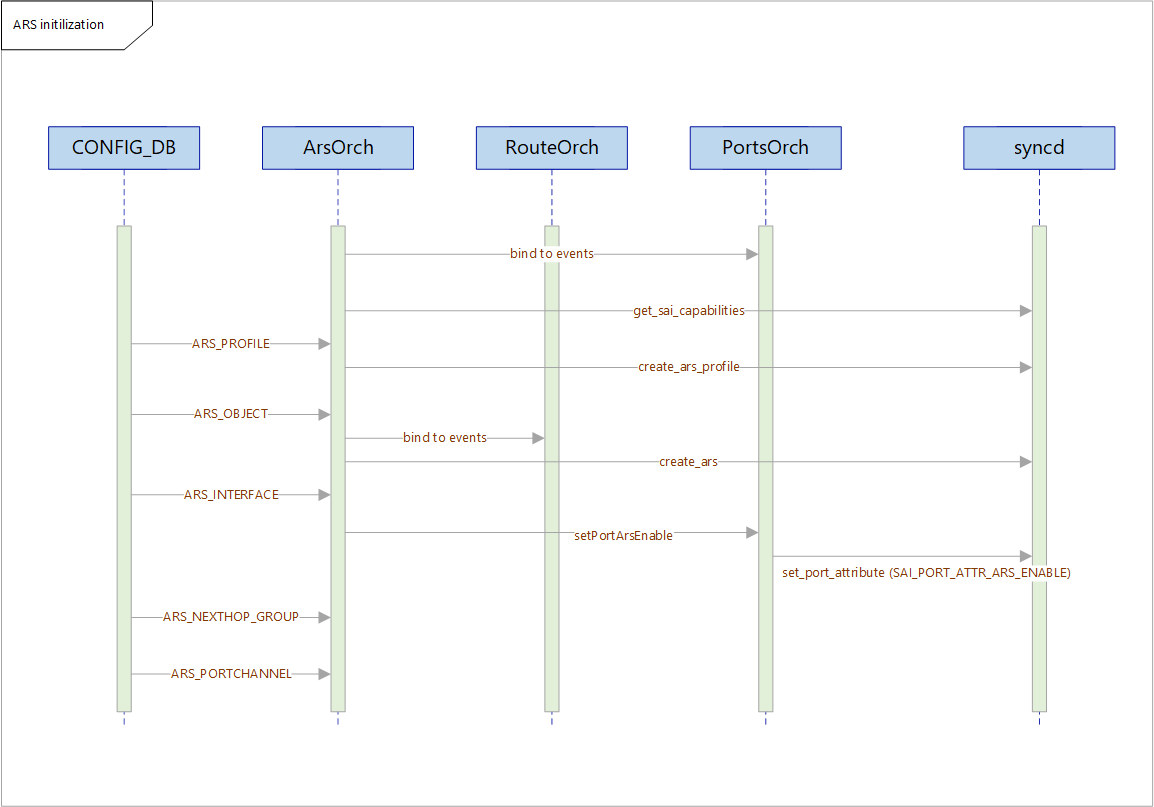 ARS initilization
CONFIG_DB
ArsOrch
RouteOrch
PortsOrch
syncd
bind to events
get_sai_capabilities
ARS_PROFILE
create_ars_profile
ARS_OBJECT
bind to events
create_ars
ARS_INTERFACE
setPortArsEnable
set_port_attribute (SAI_PORT_ATTR_ARS_ENABLE)
ARS_NEXTHOP_GROUP
ARS_PORTCHANNEL